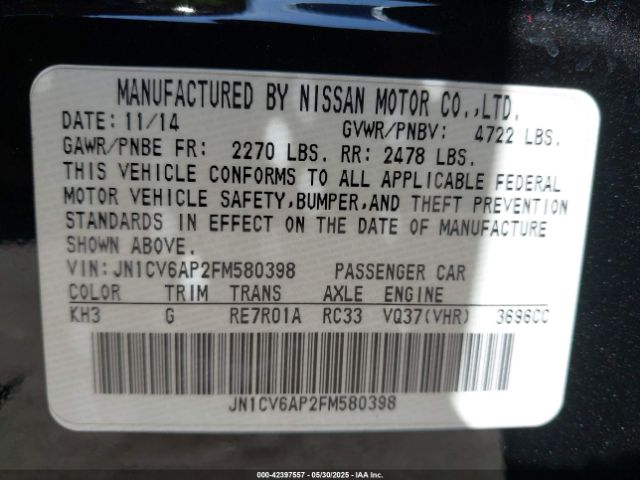 MANUFACTURED BY NISSAN MOTOR CO.,LTD.
DATE: 11/14 GVWR/PNBV: 4722 LBS.
GAWR/PNBE FR: 2270 LBS. RR: 2478 LBS.
THIS VEHICLE CONFORMS TO ALL APPLICABLE FEDERAL
MOTOR VEHICLE SAFETY,BUMPER,AND THEFT PREVENTION
STANDARDS IN EFFECT ON THE DATE OF MANUFACTURE
SHOWN ABOVE.
VIN:JN1CV6AP2FM580398 PASSENGER CAR
COLOR TRIM TRANS AXLE ENGINE
KH3 G RE7R01A RC33 VQ37(VHR) 3696CC
JN1CV6AP2FM580398
000-42397557 — 05/30/2025 — IAA Inc.